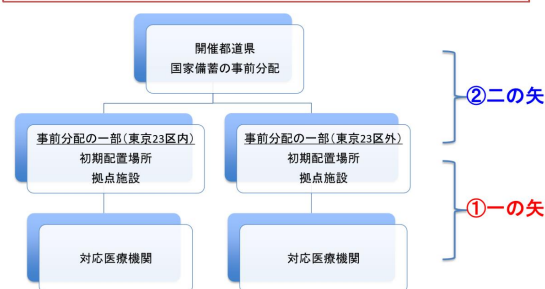 開催都道県
国家備蓄の事前分配
②二の矢
事前分配の一部(東京23区内)
初期配置場所
拠点施設
事前分配の一部(東京23区外)
初期配置場所
拠点施設
①一の矢
対応医療機関
対応医療機関